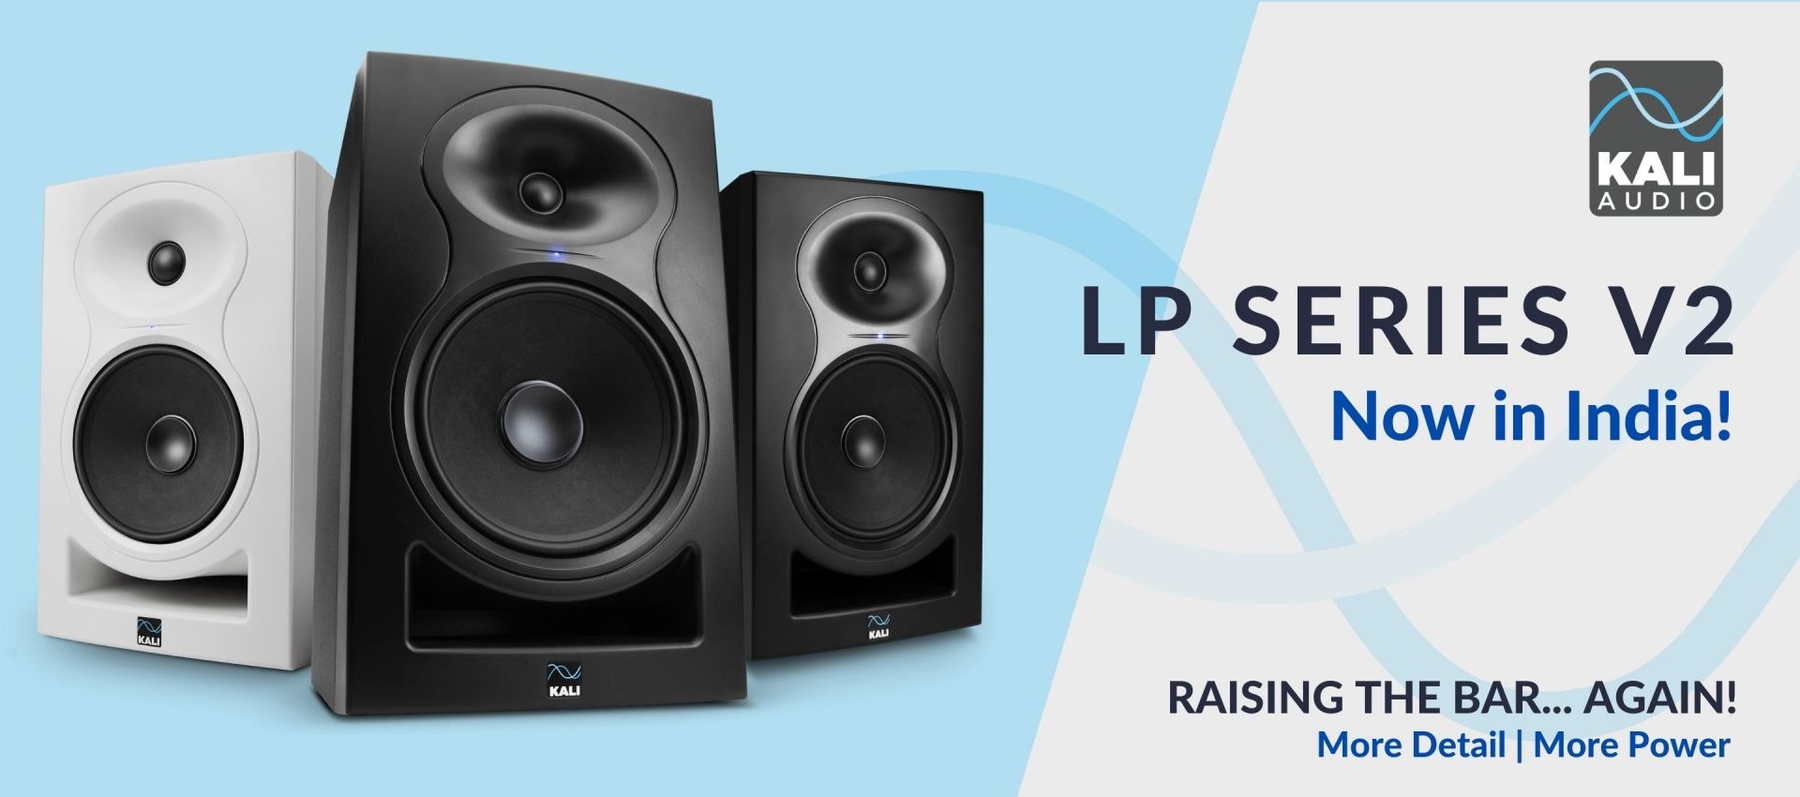 KALI
AUDIO
LP SERIES V2
Now in India!
RAISING THE BAR... AGAIN!
More Detail | More Power
KALI
KALI
KALI